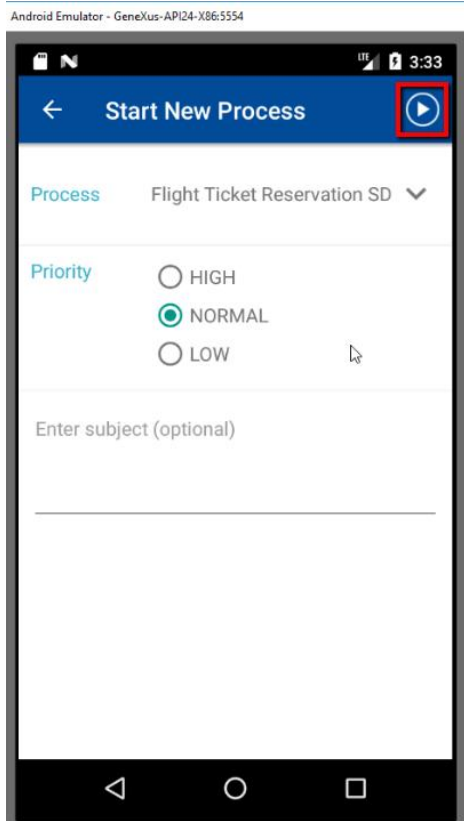 Android Emulator - GeneXus-API24-X86:5554
LTE 3:33
Start New Process
Process Flight Ticket Reservation SD
Priority
HIGH
NORMAL
LOW
Enter subject (optional)